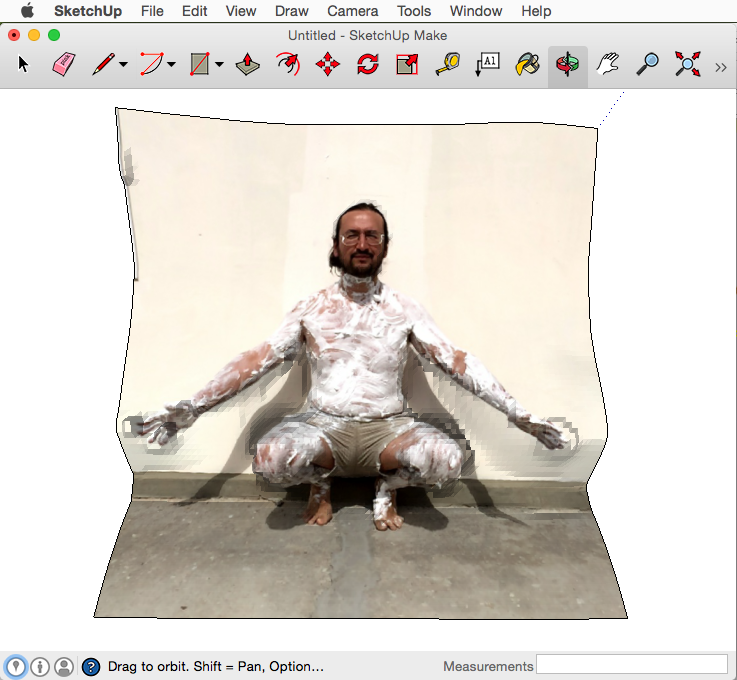 SketchUp File Edit View Draw Camera Tools Window Help
Untitled - SketchUp Make
A1
Drag to orbit. Shift = Pan, Option... Measurements